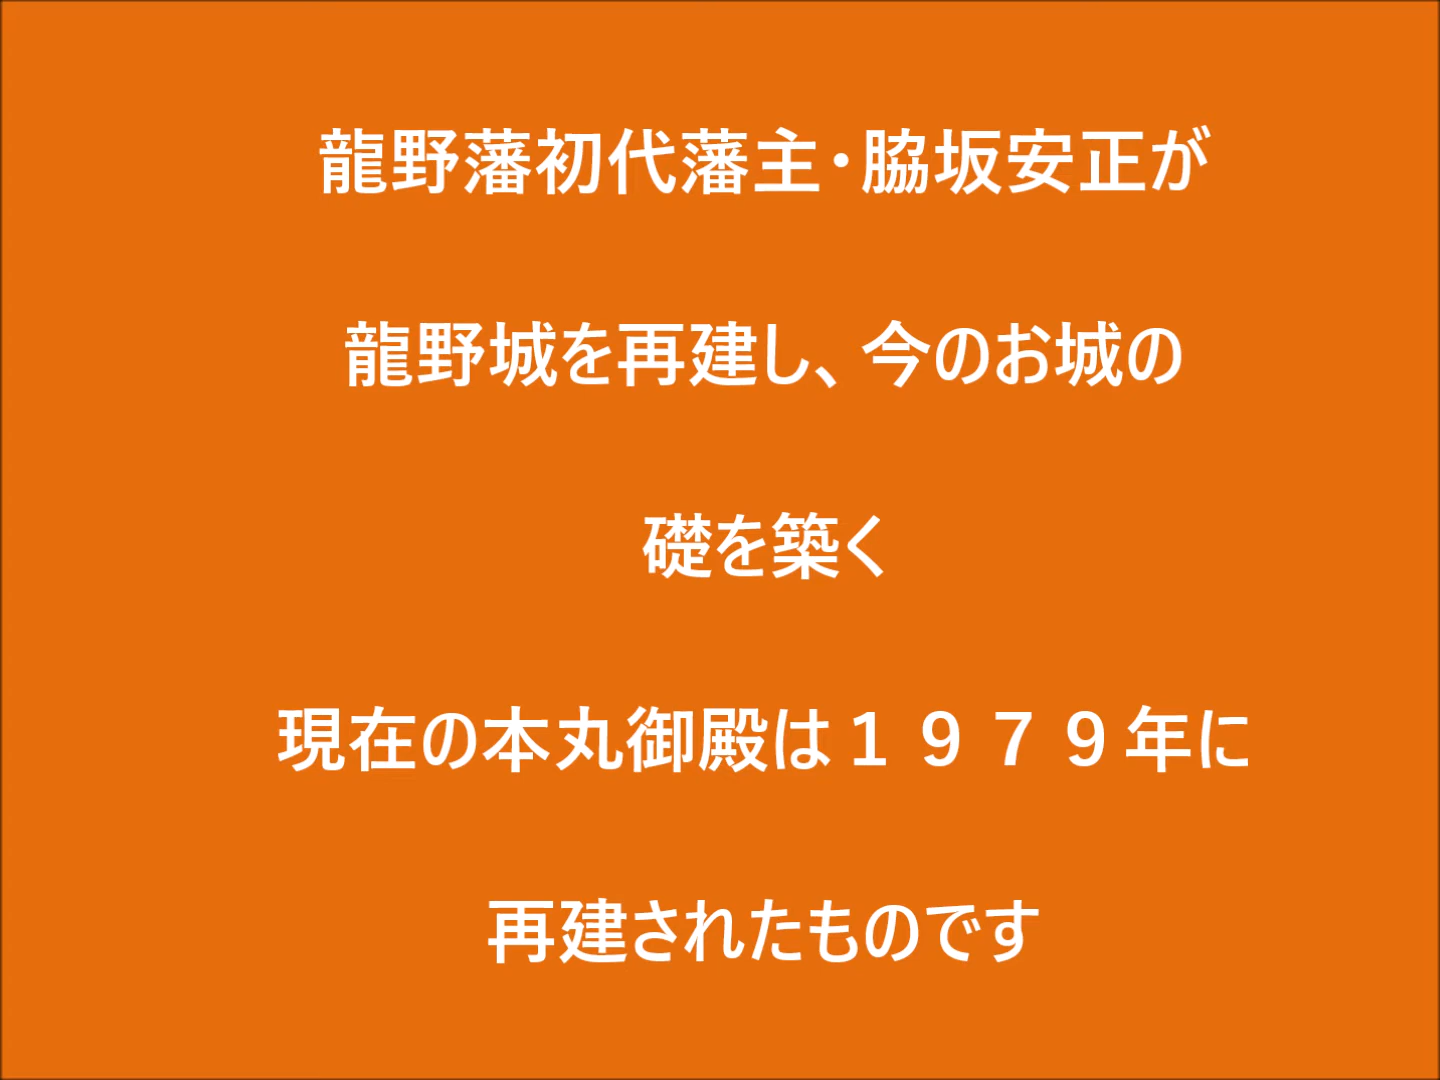 龍野藩初代藩主・脇坂安正が
龍野城を再建し、今のお城の
礎を築く
現在の本丸御殿は１９７９年に
再建されたものです